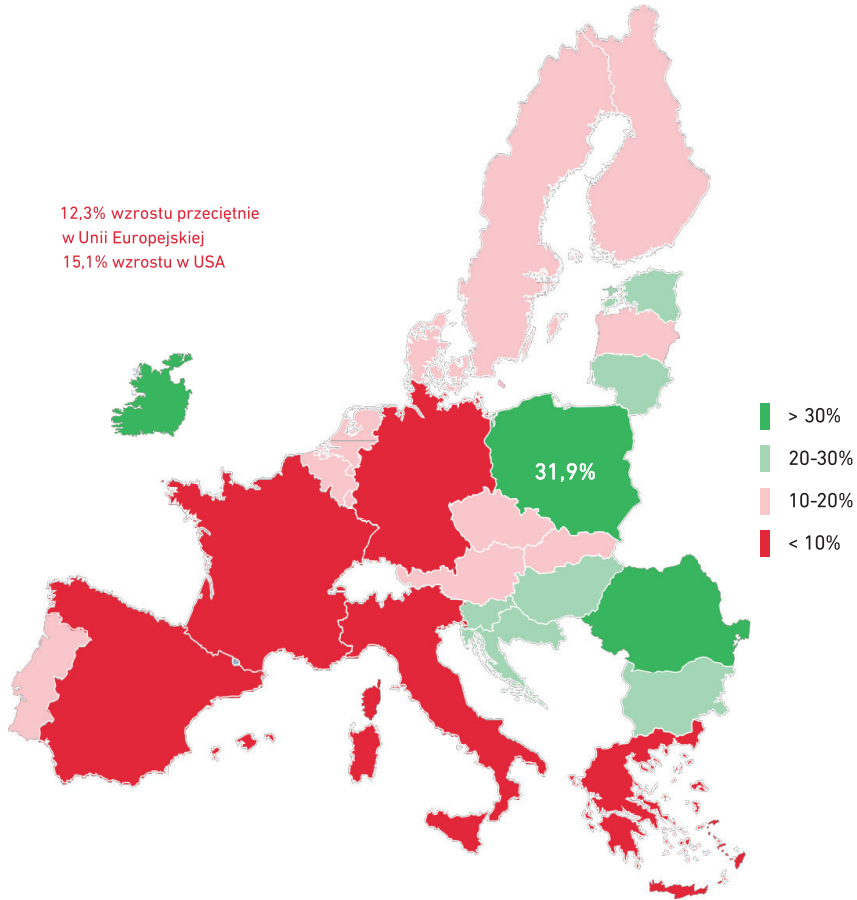 12,3% wzrostu przeciętnie
w Unii Europejskiej
15,1% wzrostu w USA
31,9%
> 30%
20-30%
10-20%
< 10%